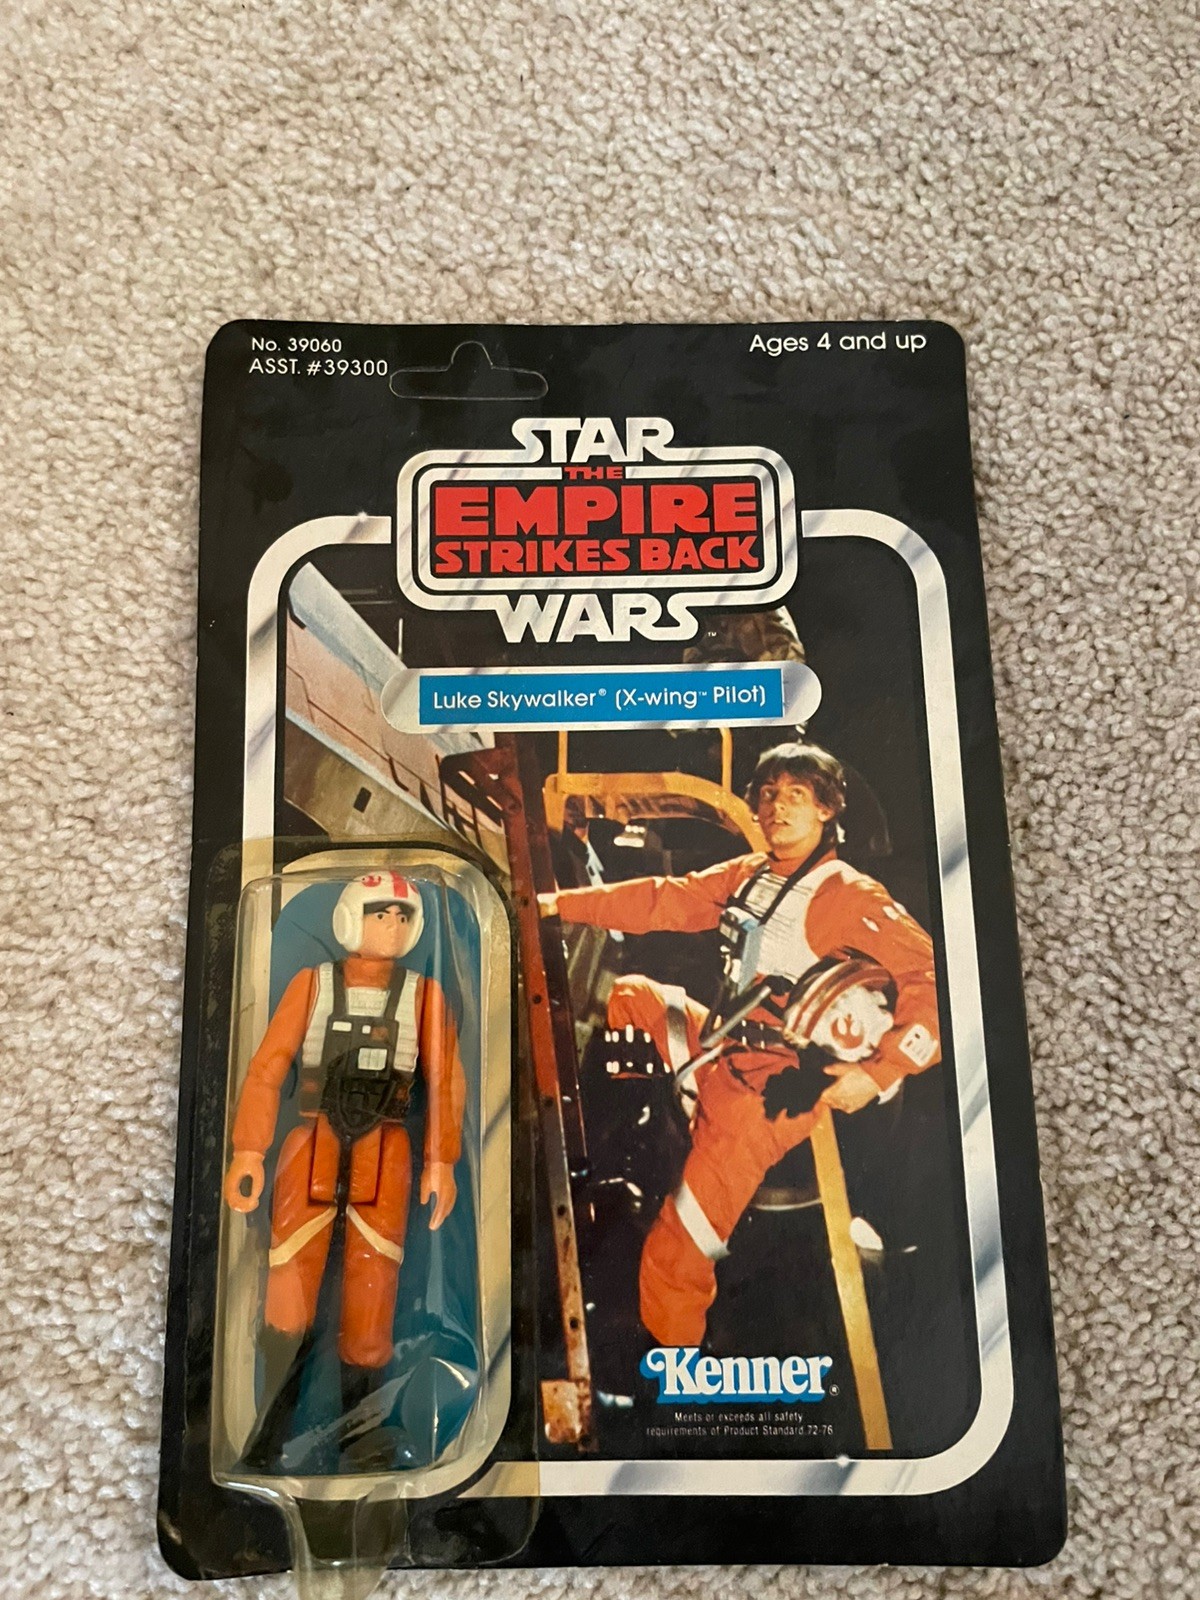 No. 39060
ASST. #39300
Ages 4 and up
STAR
THE
EMPIRE
STRIKES BACK
WARS™
Luke Skywalker® (X-wing™ Pilot)
Kenner®
Meets or exceeds all safety
requirements of Product Standard 72-76